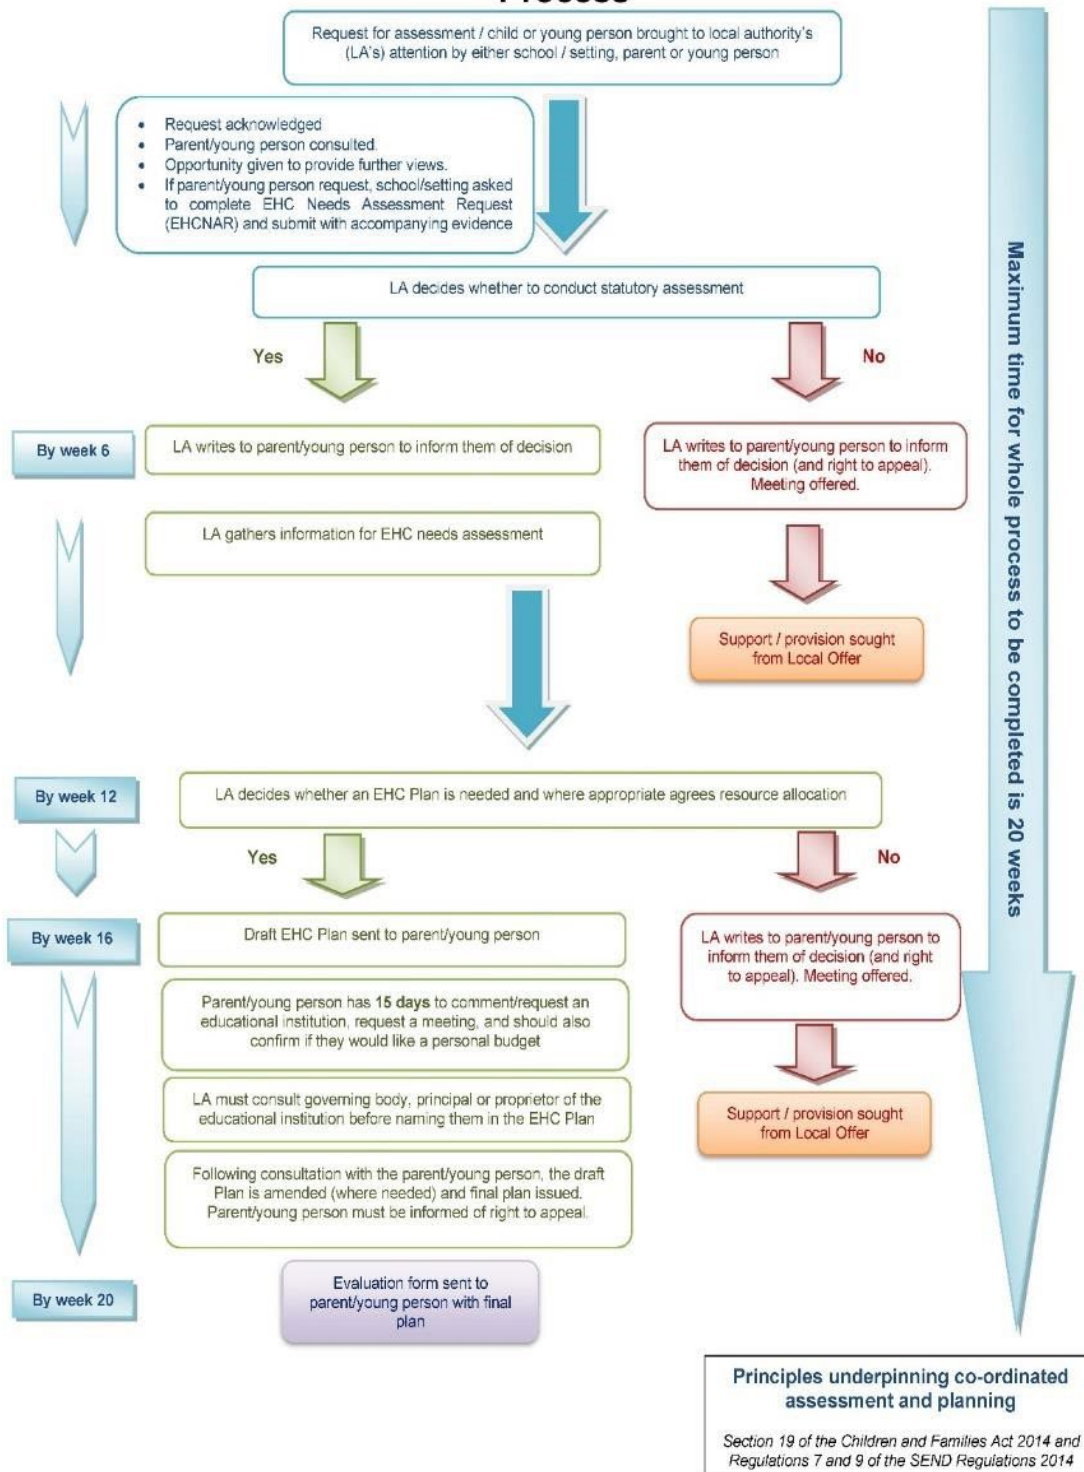 Process
Request for assessment / child or young person brought to local authority's
(LA's) attention by either school / setting, parent or young person
• Request acknowledged
• Parent/young person consulted.
• Opportunity given to provide further views.
• If parent/young person request, school/setting asked
to complete EHC Needs Assessment Request
(EHCNAR) and submit with accompanying evidence
LA decides whether to conduct statutory assessment
Yes
No
By week 6
LA writes to parent/young person to inform them of decision
LA writes to parent/young person to inform
them of decision (and right to appeal).
Meeting offered.
LA gathers information for EHC needs assessment
Support / provision sought
from Local Offer
By week 12
LA decides whether an EHC Plan is needed and where appropriate agrees resource allocation
Yes
No
By week 16
Draft EHC Plan sent to parent/young person
LA writes to parent/young person to
inform them of decision (and right
to appeal). Meeting offered.
Parent/young person has 15 days to comment/request an
educational institution, request a meeting, and should also
confirm if they would like a personal budget
LA must consult governing body, principal or proprietor of the
educational institution before naming them in the EHC Plan
Support / provision sought
from Local Offer
Following consultation with the parent/young person, the draft
Plan is amended (where needed) and final plan issued.
Parent/young person must be informed of right to appeal.
By week 20
Evaluation form sent to
parent/young person with final
plan
Maximum time for whole process to be completed is 20 weeks
Principles underpinning co-ordinated
assessment and planning
Section 19 of the Children and Families Act 2014 and
Regulations 7 and 9 of the SEND Regulations 2014